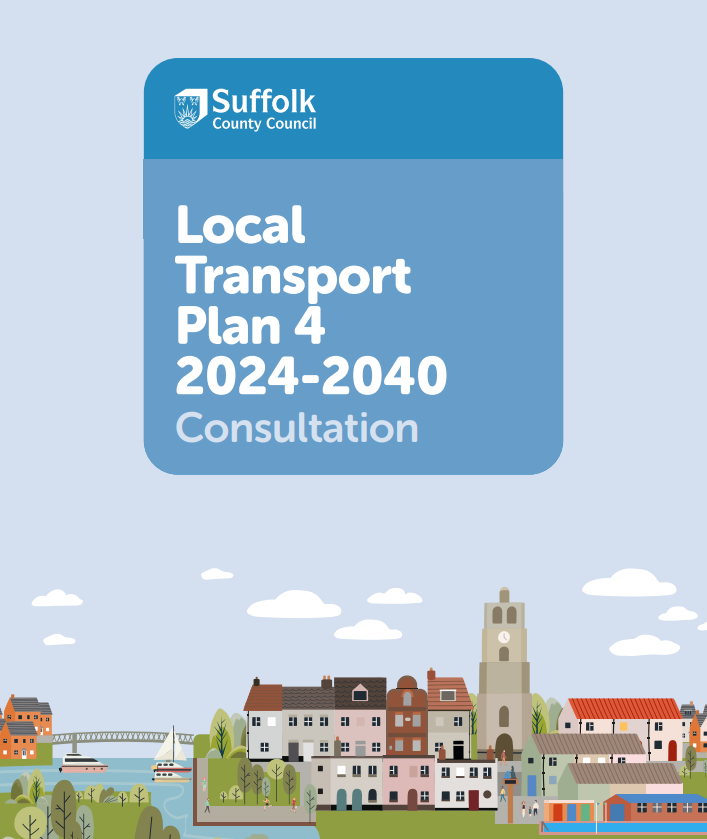 Suffolk
County Council
Local
Transport
Plan 4
2024-2040
Consultation